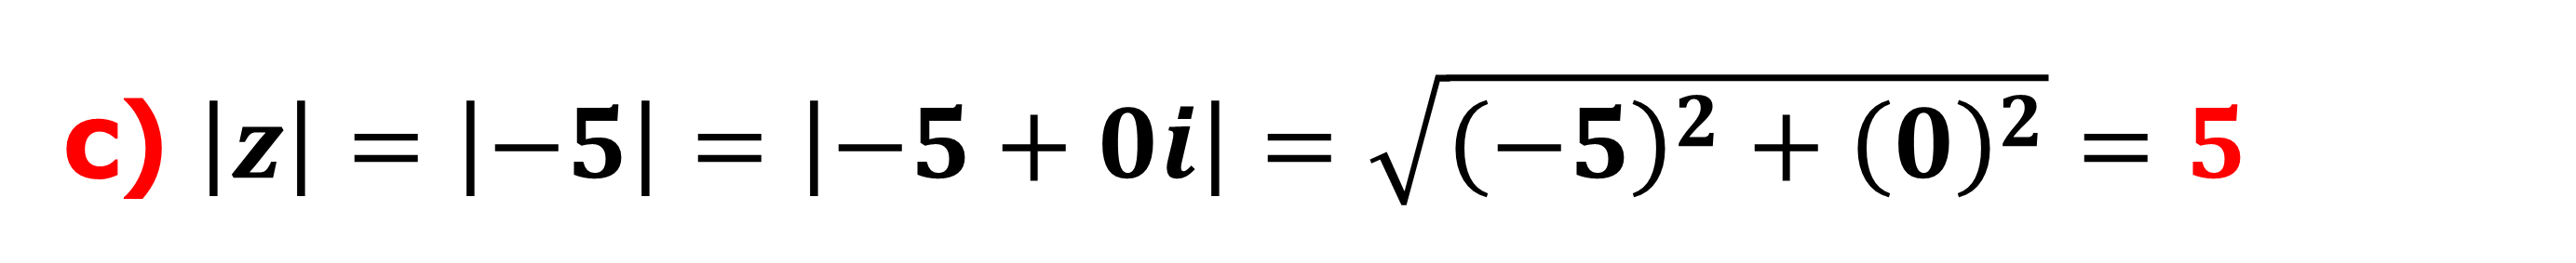 c) |z| = |−5| = |−5 + 0i| = √((−5)² + (0)²) = 5